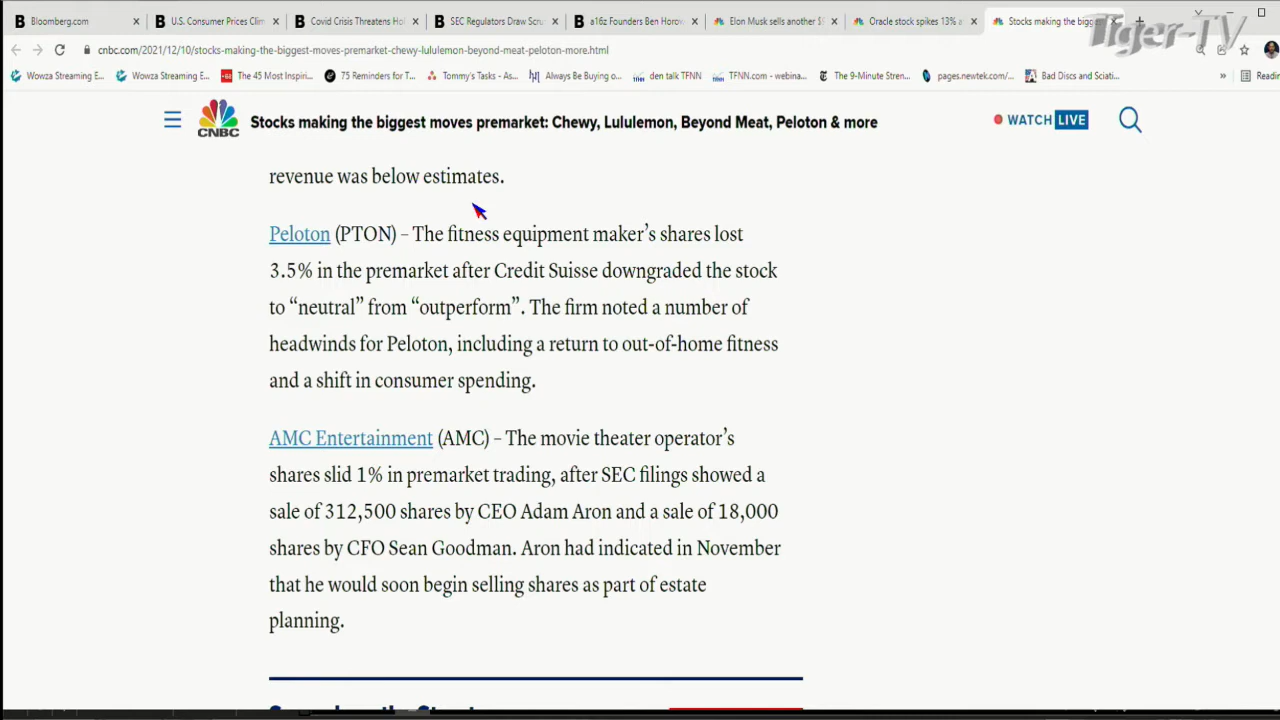 Bloomberg.com
U.S. Consumer Prices Clim
Covid Crisis Threatens Ho
SEC Regulators Draw Scru
a16z Founders Ben Horow
Elon Musk sells another $
Oracle stock spikes 13% a
Stocks making the bigg
Tiger-TV
cnbc.com/2021/12/10/stocks-making-the-biggest-moves-premarket-chewy-lululemon-beyond-meat-peloton-more.html
Wowza Streaming E...
Wowza Streaming E...
The 45 Most Inspiri...
75 Reminders for T...
Tommy's Tasks - As...
Always Be Buying o...
den talk TFNN
TFNN.com - webina...
The 9-Minute Stren...
pages.newtek.com/...
Bad Discs and Sciati...
»
Readin
CNBC
Stocks making the biggest moves premarket: Chewy, Lululemon, Beyond Meat, Peloton & more
WATCH LIVE
revenue was below estimates.
Peloton (PTON) – The fitness equipment maker’s shares lost
3.5% in the premarket after Credit Suisse downgraded the stock
to “neutral” from “outperform”. The firm noted a number of
headwinds for Peloton, including a return to out-of-home fitness
and a shift in consumer spending.
AMC Entertainment (AMC) – The movie theater operator’s
shares slid 1% in premarket trading, after SEC filings showed a
sale of 312,500 shares by CEO Adam Aron and a sale of 18,000
shares by CFO Sean Goodman. Aron had indicated in November
that he would soon begin selling shares as part of estate
planning.